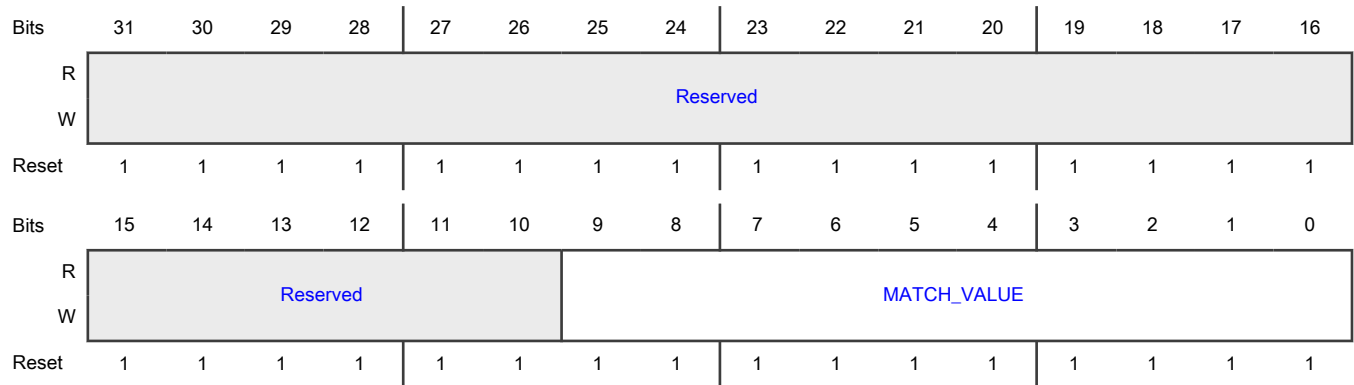 Bits 31 30 29 28 27 26 25 24 23 22 21 20 19 18 17 16
R
Reserved
W
Reset 1 1 1 1 1 1 1 1 1 1 1 1 1 1 1 1
Bits 15 14 13 12 11 10 9 8 7 6 5 4 3 2 1 0
R
Reserved MATCH_VALUE
W
Reset 1 1 1 1 1 1 1 1 1 1 1 1 1 1 1 1